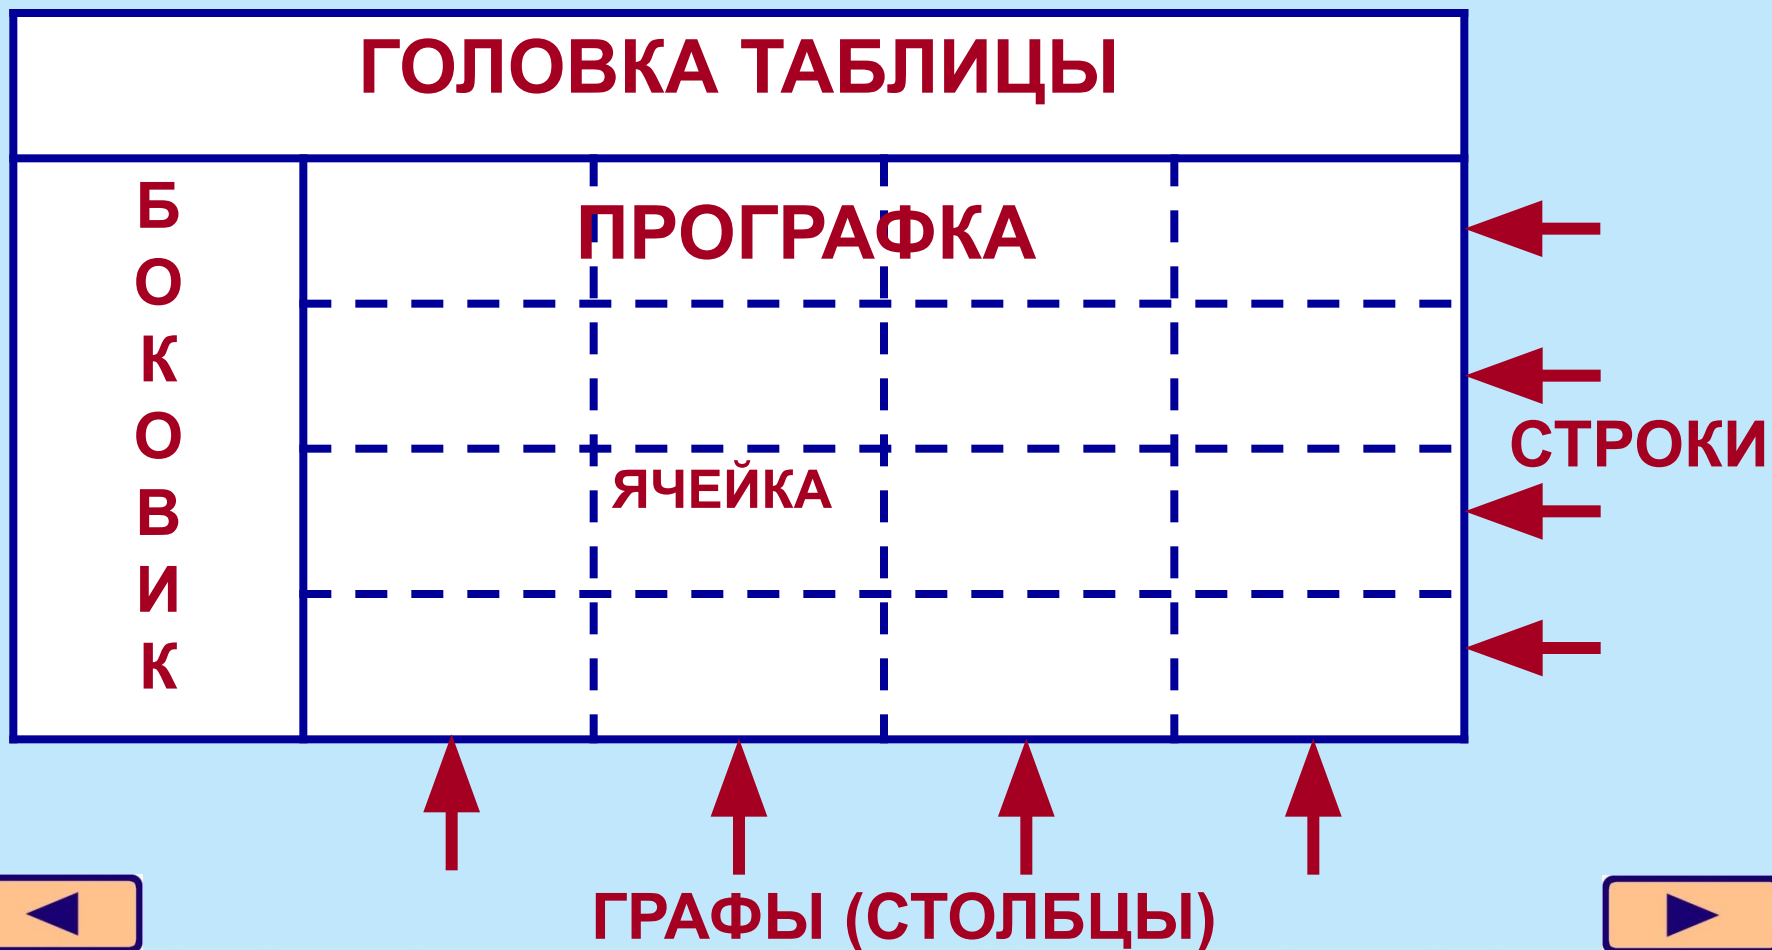 ГОЛОВКА ТАБЛИЦЫ
Б
О
К
О
В
И
К
ПРОГРАФКА
ЯЧЕЙКА
СТРОКИ
ГРАФЫ (СТОЛБЦЫ)